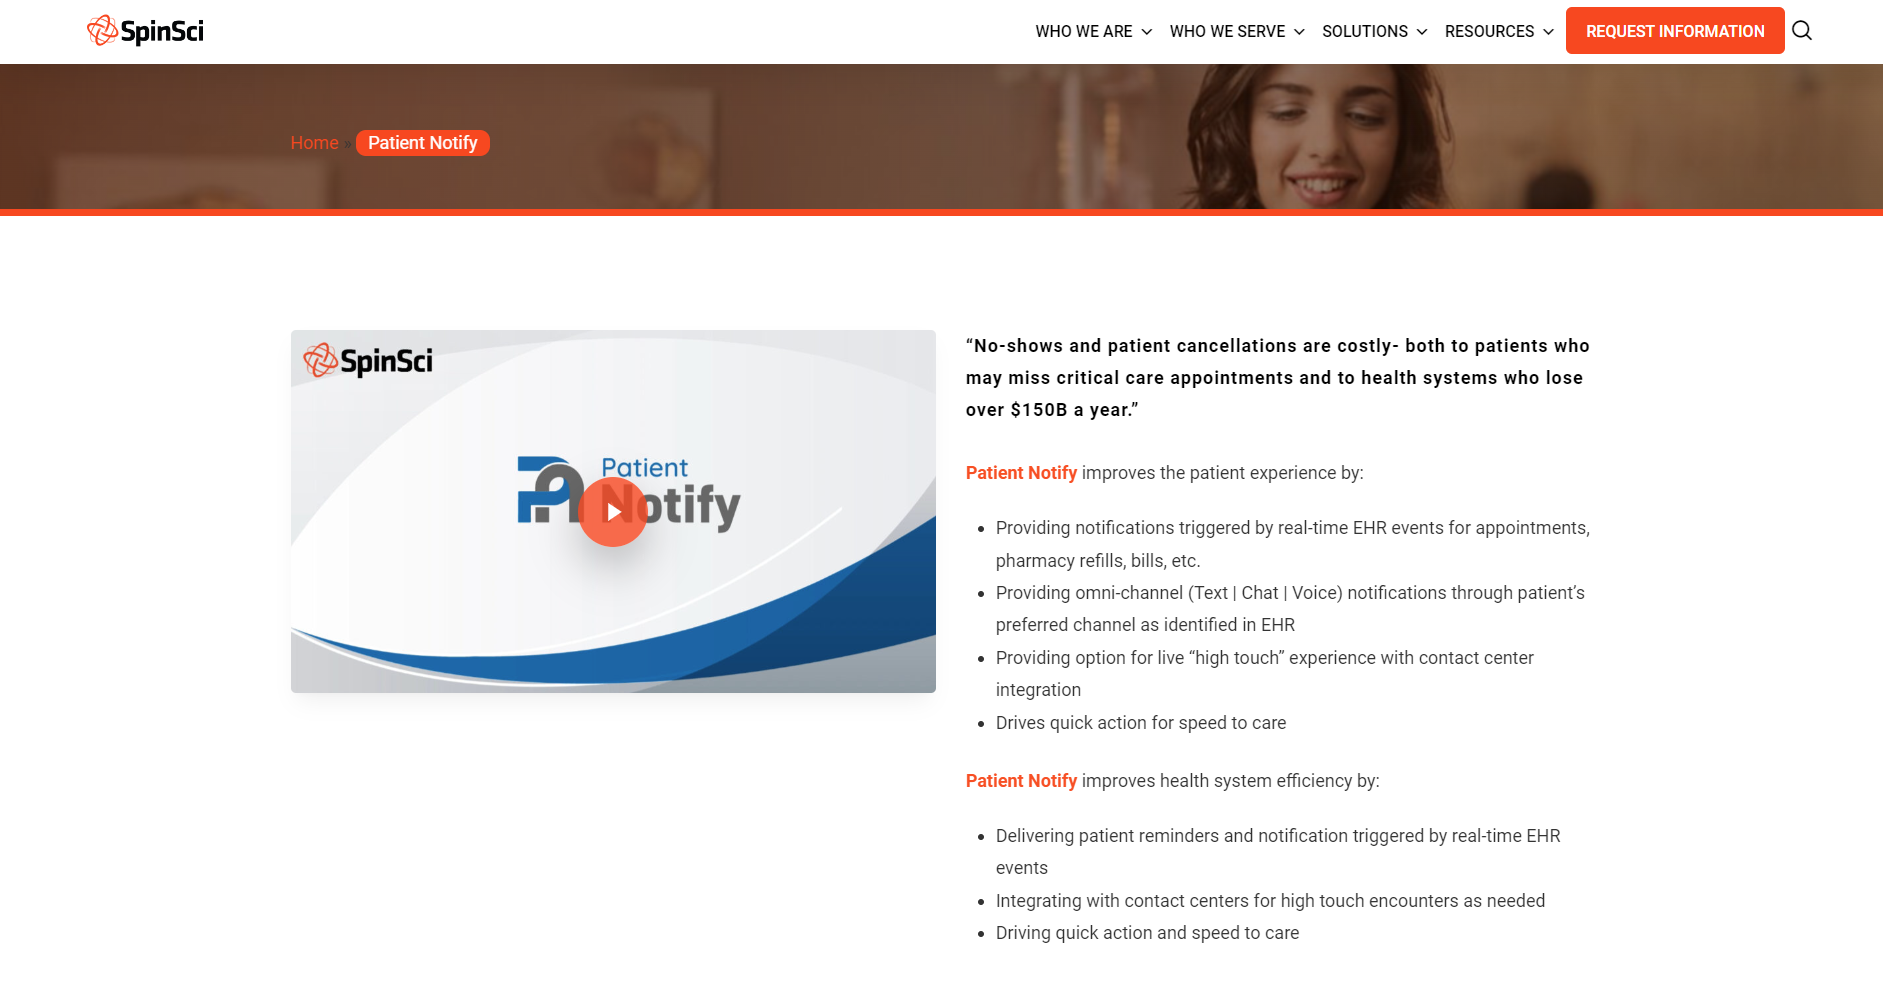 SpinSci
WHO WE ARE
WHO WE SERVE
SOLUTIONS
RESOURCES
REQUEST INFORMATION
Home » Patient Notify
SpinSci
Patient
Notify
“No-shows and patient cancellations are costly- both to patients who
may miss critical care appointments and to health systems who lose
over $150B a year.”
Patient Notify improves the patient experience by:
• Providing notifications triggered by real-time EHR events for appointments,
pharmacy refills, bills, etc.
• Providing omni-channel (Text | Chat | Voice) notifications through patient’s
preferred channel as identified in EHR
• Providing option for live “high touch” experience with contact center
integration
• Drives quick action for speed to care
Patient Notify improves health system efficiency by:
• Delivering patient reminders and notification triggered by real-time EHR
events
• Integrating with contact centers for high touch encounters as needed
• Driving quick action and speed to care